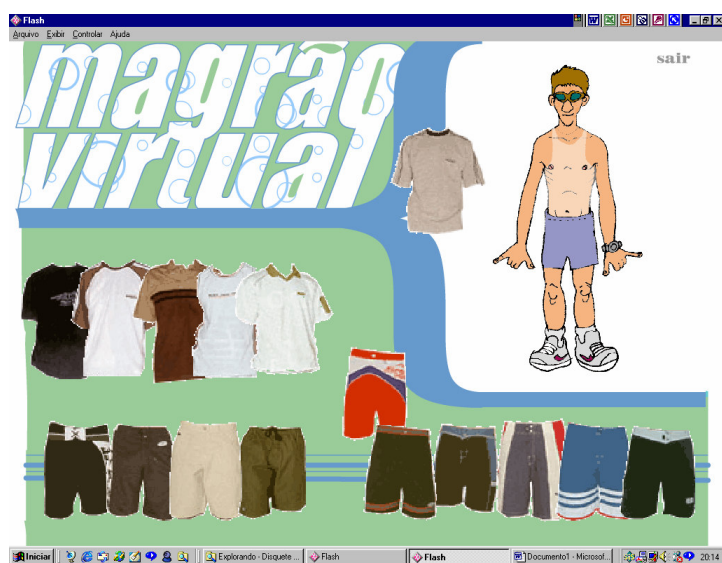 Flash
Arquivo Exibir Controlar Ajuda
magrão
virtual
sair
Iniciar
Explorando - Disquete ...
Flash
Flash
Documento1 - Microsof...
20:14